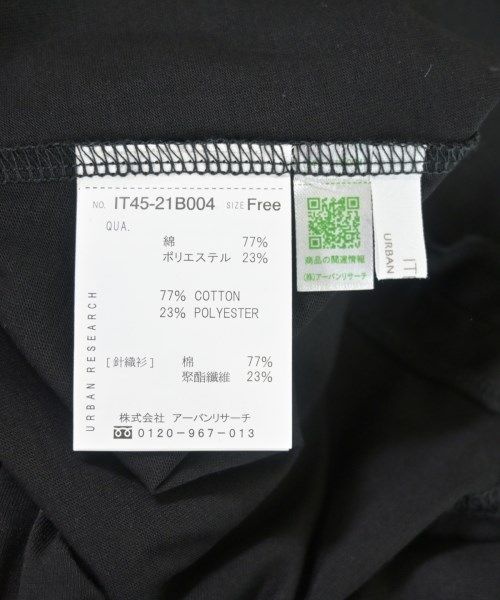 NO. IT45-21B004 SIZE Free
QUA.
綿 77%
ポリエステル 23%
77% COTTON
23% POLYESTER
[針織衫] 棉 77%
聚酯纖維 23%
株式会社 アーバンリサーチ
0120-967-013
URBAN RESEARCH
商品の関連情報
(株)アーバンリサーチ
URBAN
IT